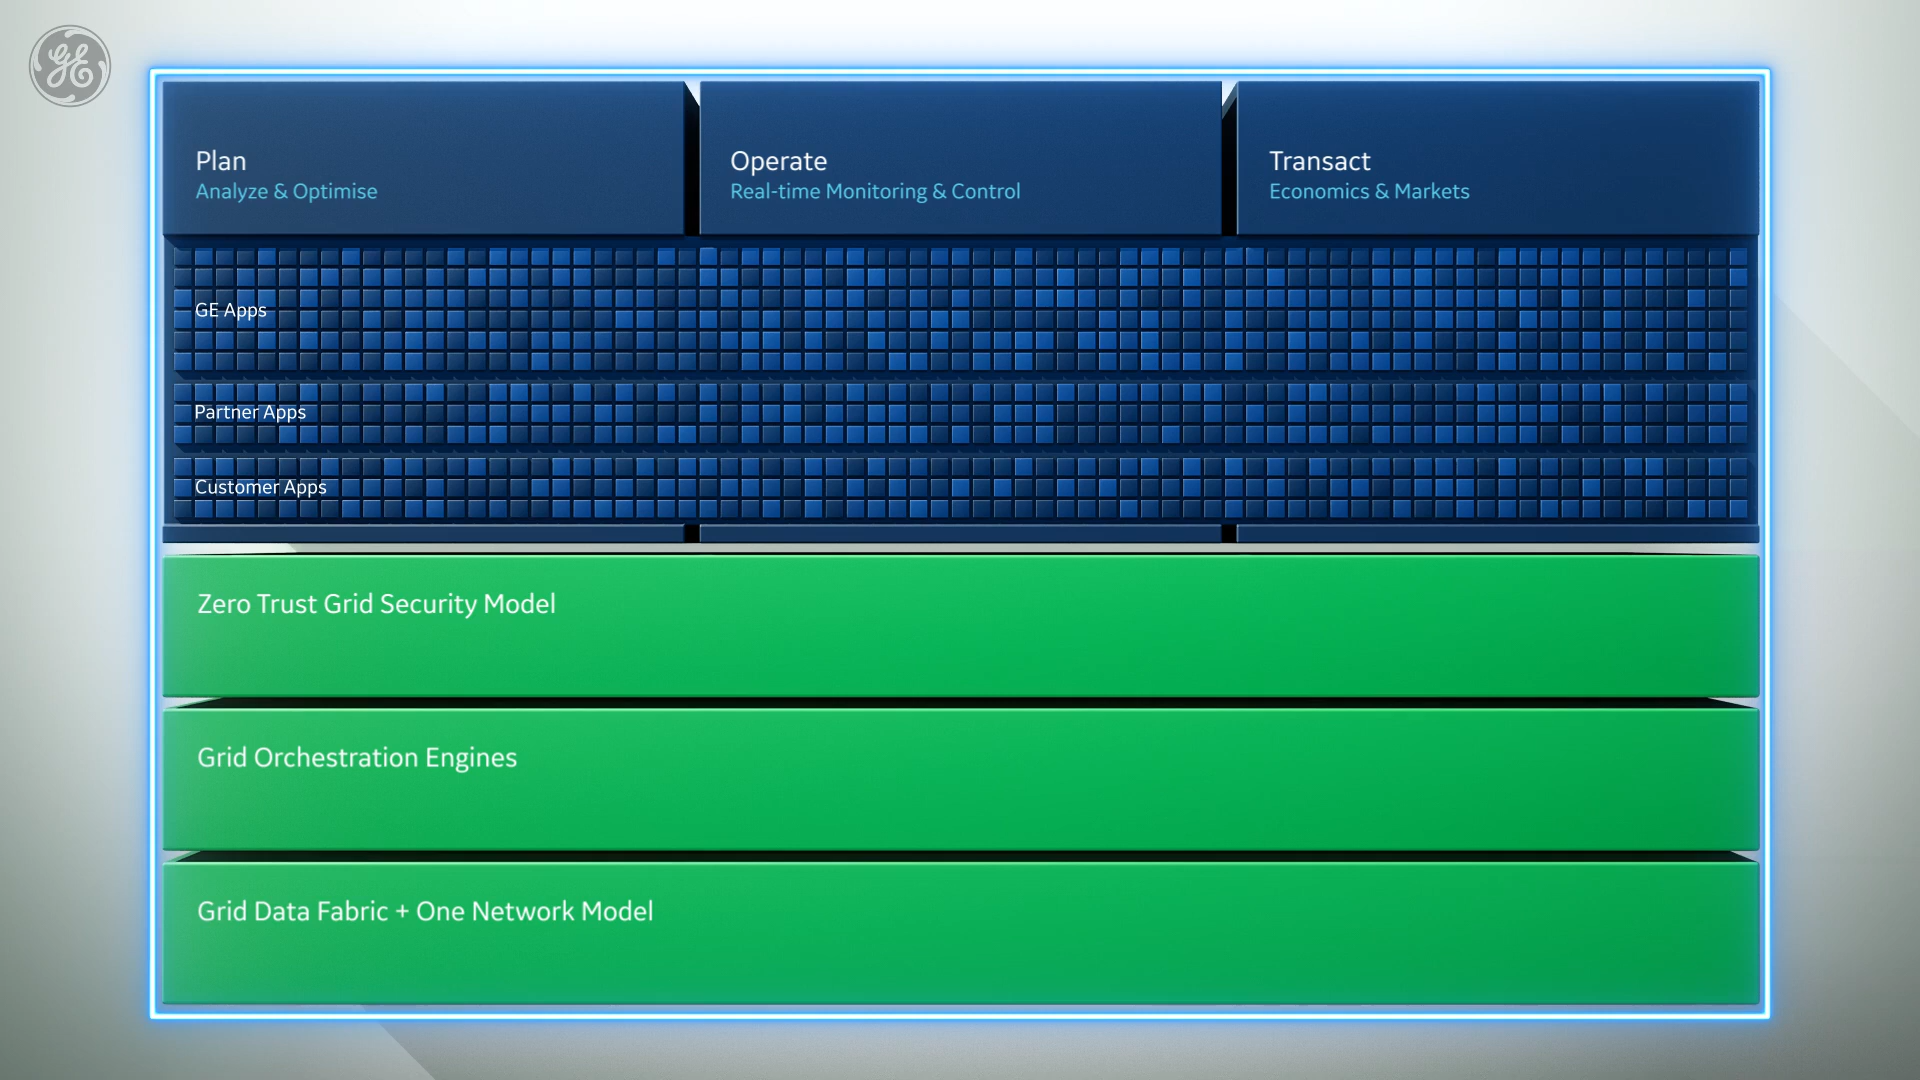 GE
Plan
Analyze & Optimise
Operate
Real-time Monitoring & Control
Transact
Economics & Markets
GE Apps
Partner Apps
Customer Apps
Zero Trust Grid Security Model
Grid Orchestration Engines
Grid Data Fabric + One Network Model